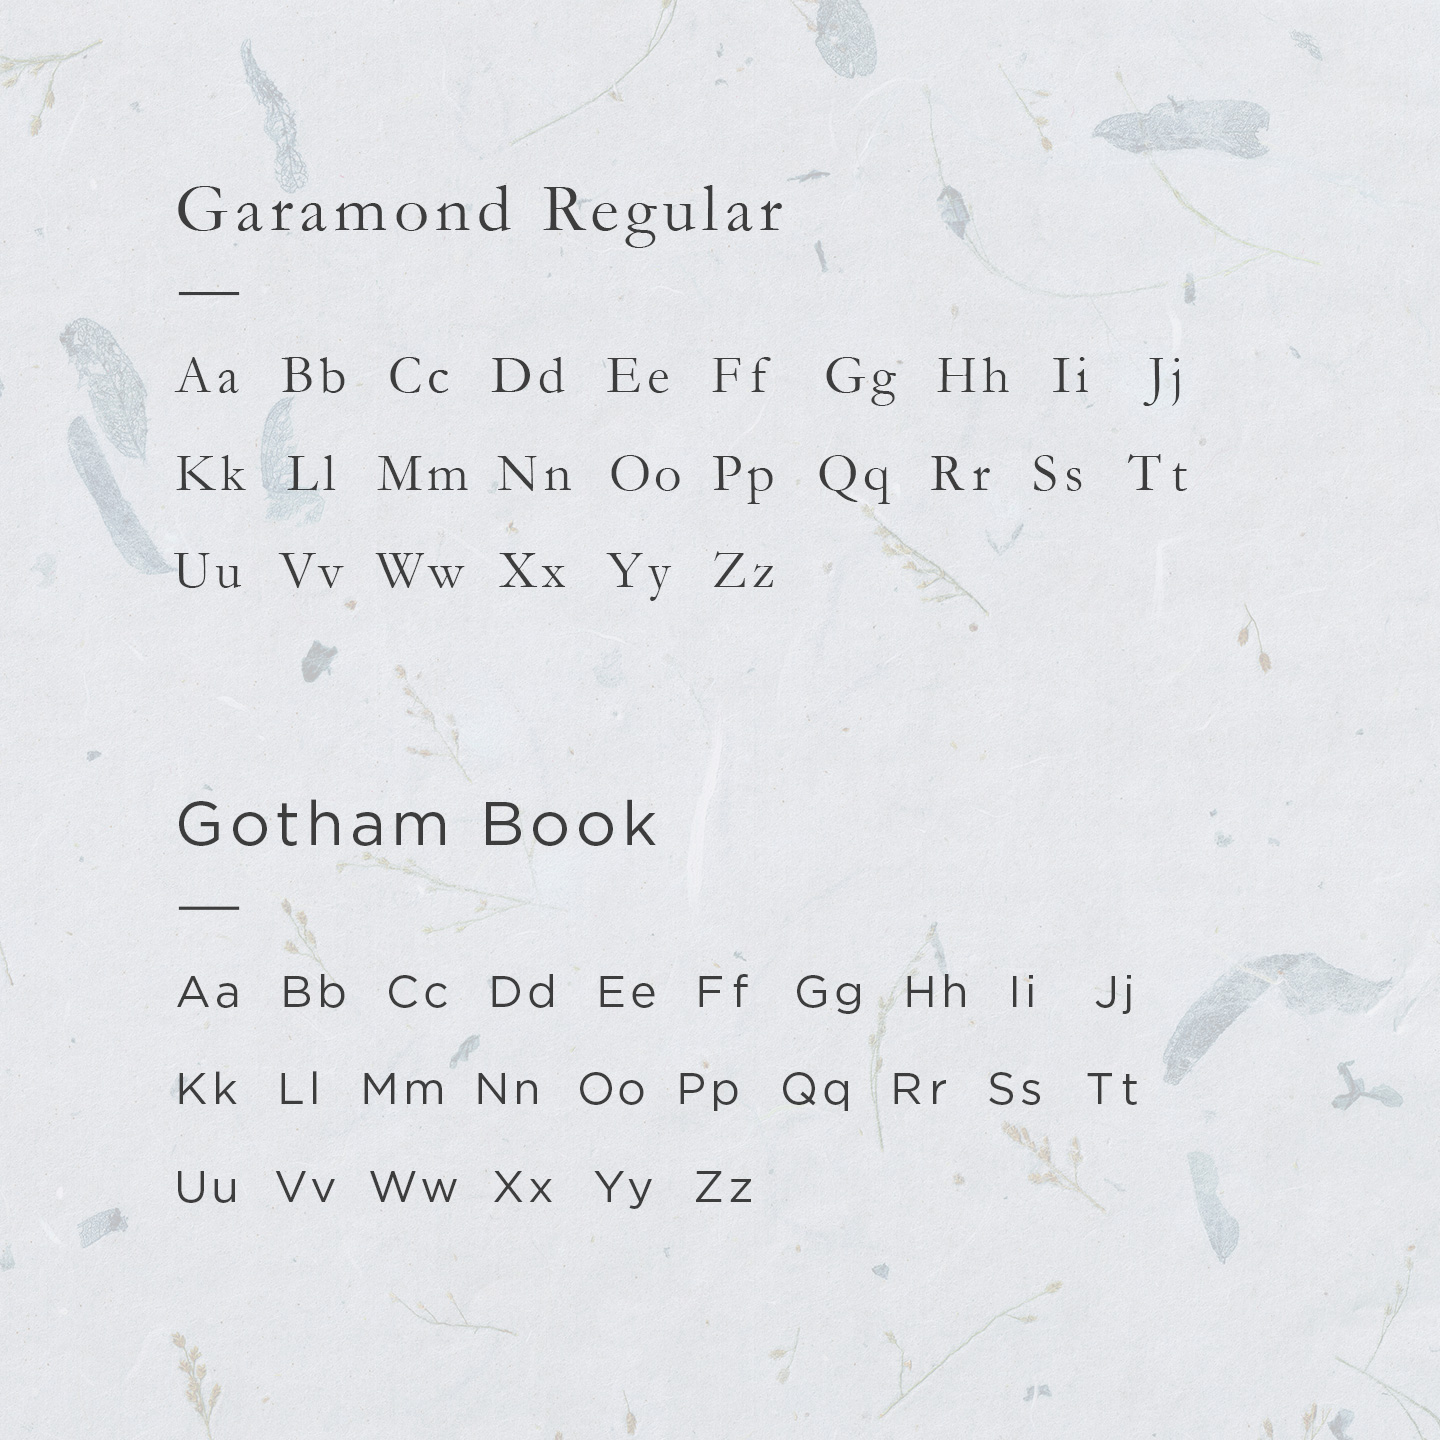 Garamond Regular
Aa Bb Cc Dd Ee Ff Gg Hh Ii Jj
Kk Ll Mm Nn Oo Pp Qq Rr Ss Tt
Uu Vv Ww Xx Yy Zz
Gotham Book
Aa Bb Cc Dd Ee Ff Gg Hh Ii Jj
Kk Ll Mm Nn Oo Pp Qq Rr Ss Tt
Uu Vv Ww Xx Yy Zz